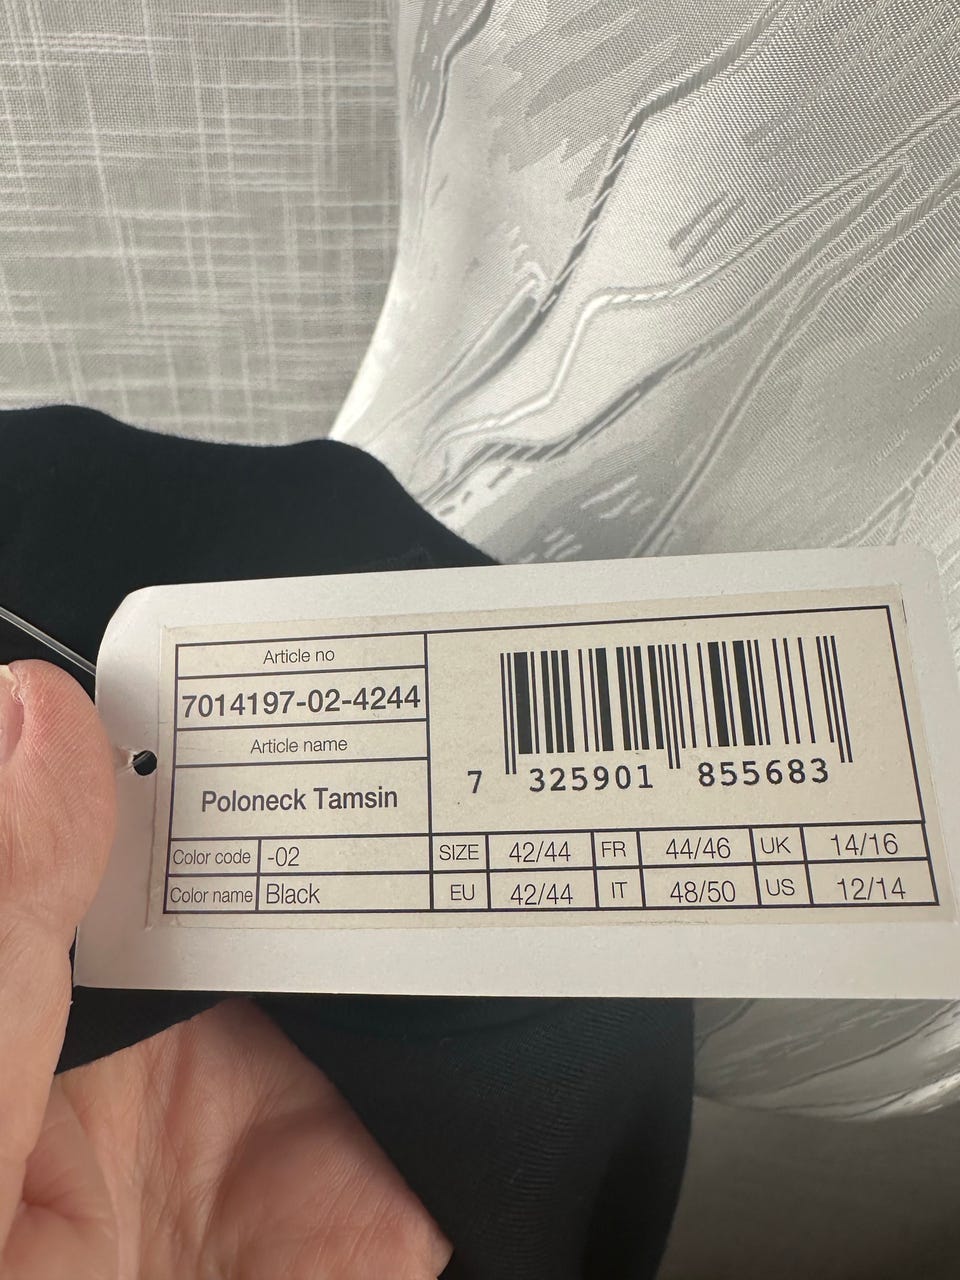 Article no
7014197-02-4244
Article name
Poloneck Tamsin
Color code -02
Color name Black
7 325901 855683
SIZE 42/44 FR 44/46 UK 14/16
EU 42/44 IT 48/50 US 12/14